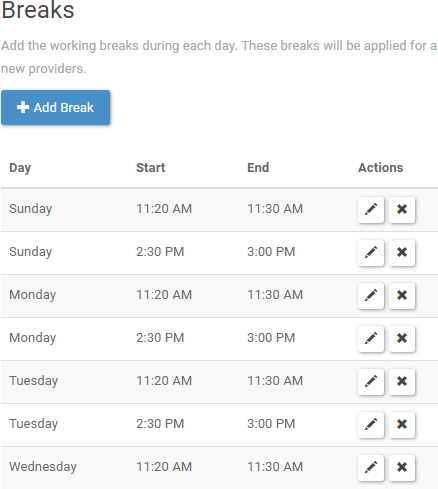 Breaks
Add the working breaks during each day. These breaks will be applied for a
new providers.
Add Break
Day Start End Actions
Sunday 11:20 AM 11:30 AM
Sunday 2:30 PM 3:00 PM
Monday 11:20 AM 11:30 AM
Monday 2:30 PM 3:00 PM
Tuesday 11:20 AM 11:30 AM
Tuesday 2:30 PM 3:00 PM
Wednesday 11:20 AM 11:30 AM